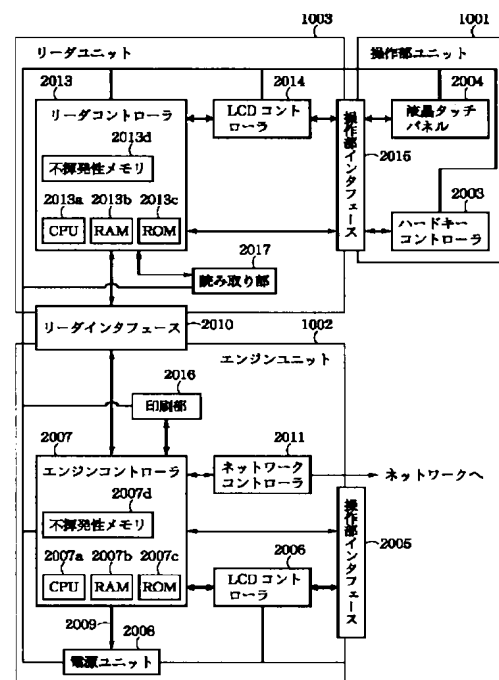 1003
1001
リーダユニット
操作部ユニット
2013
2014
2004
リーダコントローラ
LCDコント
ローラ
液晶タッチ
パネル
2013d
不揮発性メモリ
操作部インタフェース
2015
2003
2013a
2013b
2013c
CPU
RAM
ROM
ハードキー
コントローラ
2017
読み取り部
リーダインタフェース
2010
1002
エンジンユニット
2016
印刷部
2007
2011
エンジンコントローラ
ネットワーク
コントローラ
ネットワークへ
2007d
不揮発性メモリ
操作部インタフェース
2005
2007a
2007b
2007c
2006
CPU
RAM
ROM
LCDコント
ローラ
2009
2008
電源ユニット